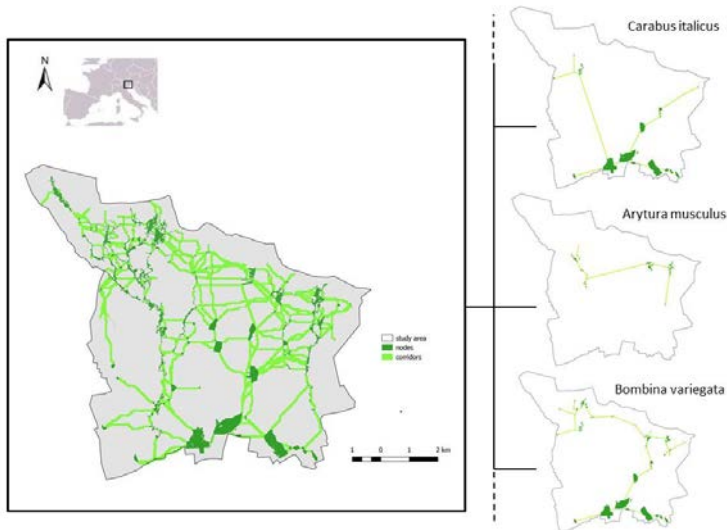 N
study area
nodes
corridors
1 0 1 2 km
Carabus italicus
Arytura musculus
Bombina variegata